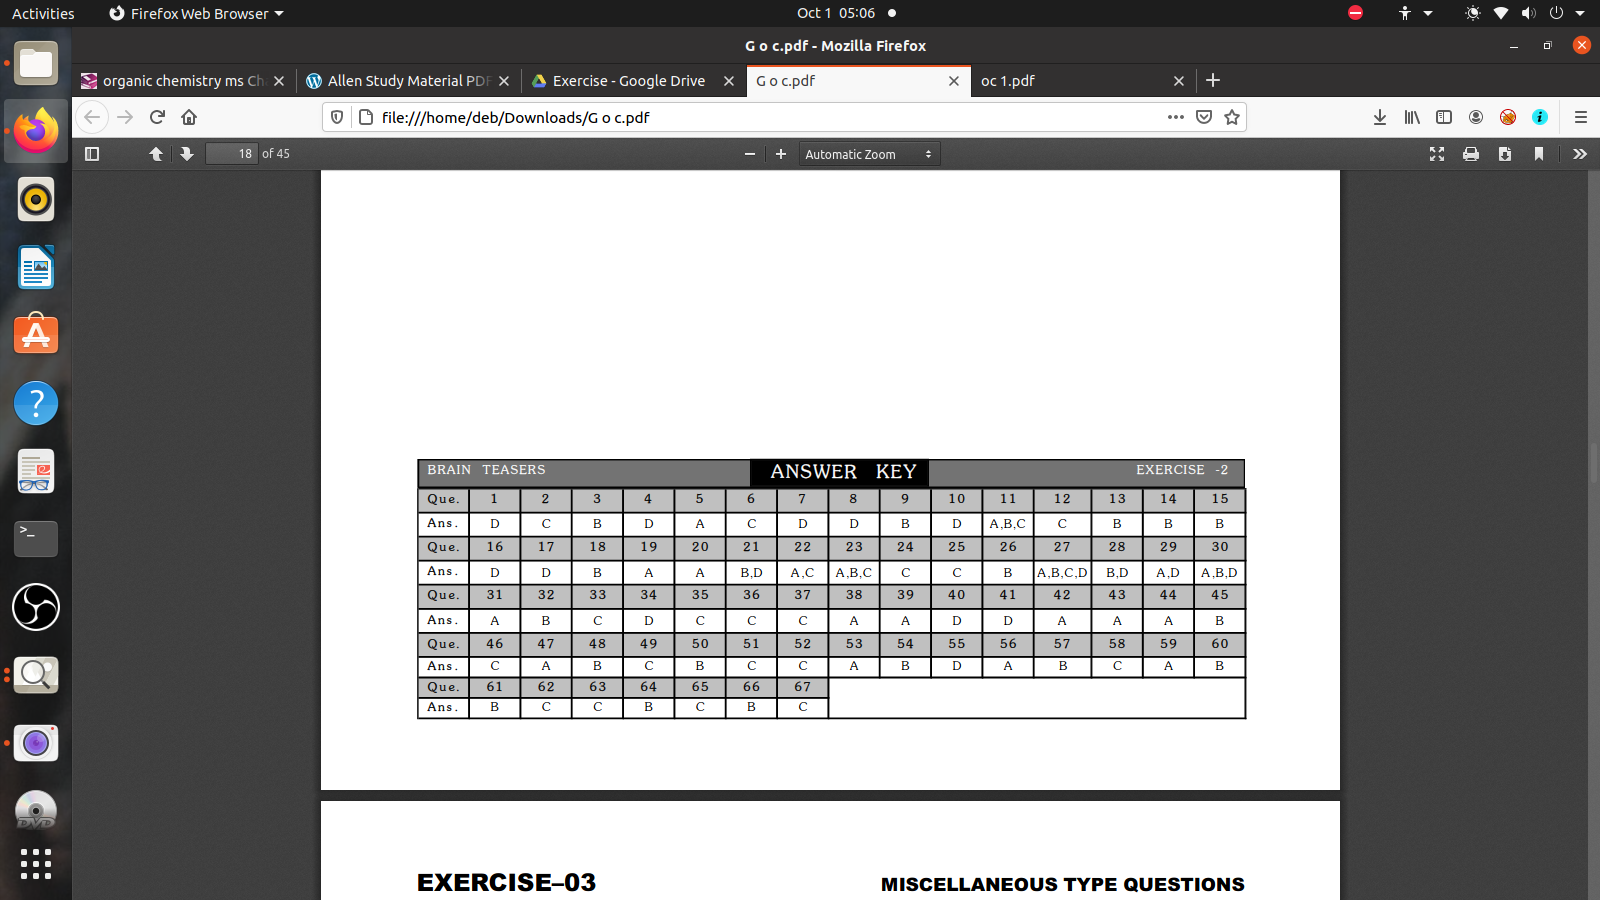 Activities Firefox Web Browser Oct 1 05:06
G o c.pdf - Mozilla Firefox
organic chemistry ms Ch Allen Study Material PDF Exercise - Google Drive G o c.pdf oc 1.pdf
file:///home/deb/Downloads/G o c.pdf
18 of 45 Automatic Zoom
BRAIN TEASERS ANSWER KEY EXERCISE -2
Que. 1 2 3 4 5 6 7 8 9 10 11 12 13 14 15
Ans. D C B D A C D D B D A,B,C C B B B
Que. 16 17 18 19 20 21 22 23 24 25 26 27 28 29 30
Ans. D D B A A B,D A,C A,B,C C C B A,B,C,D B,D A,D A,B,D
Que. 31 32 33 34 35 36 37 38 39 40 41 42 43 44 45
Ans. A B C D C C C A A D D A A A B
Que. 46 47 48 49 50 51 52 53 54 55 56 57 58 59 60
Ans. C A B C B C C A B D A B C A B
Que. 61 62 63 64 65 66 67
Ans. B C C B C B C
DVD
EXERCISE–03 MISCELLANEOUS TYPE QUESTIONS